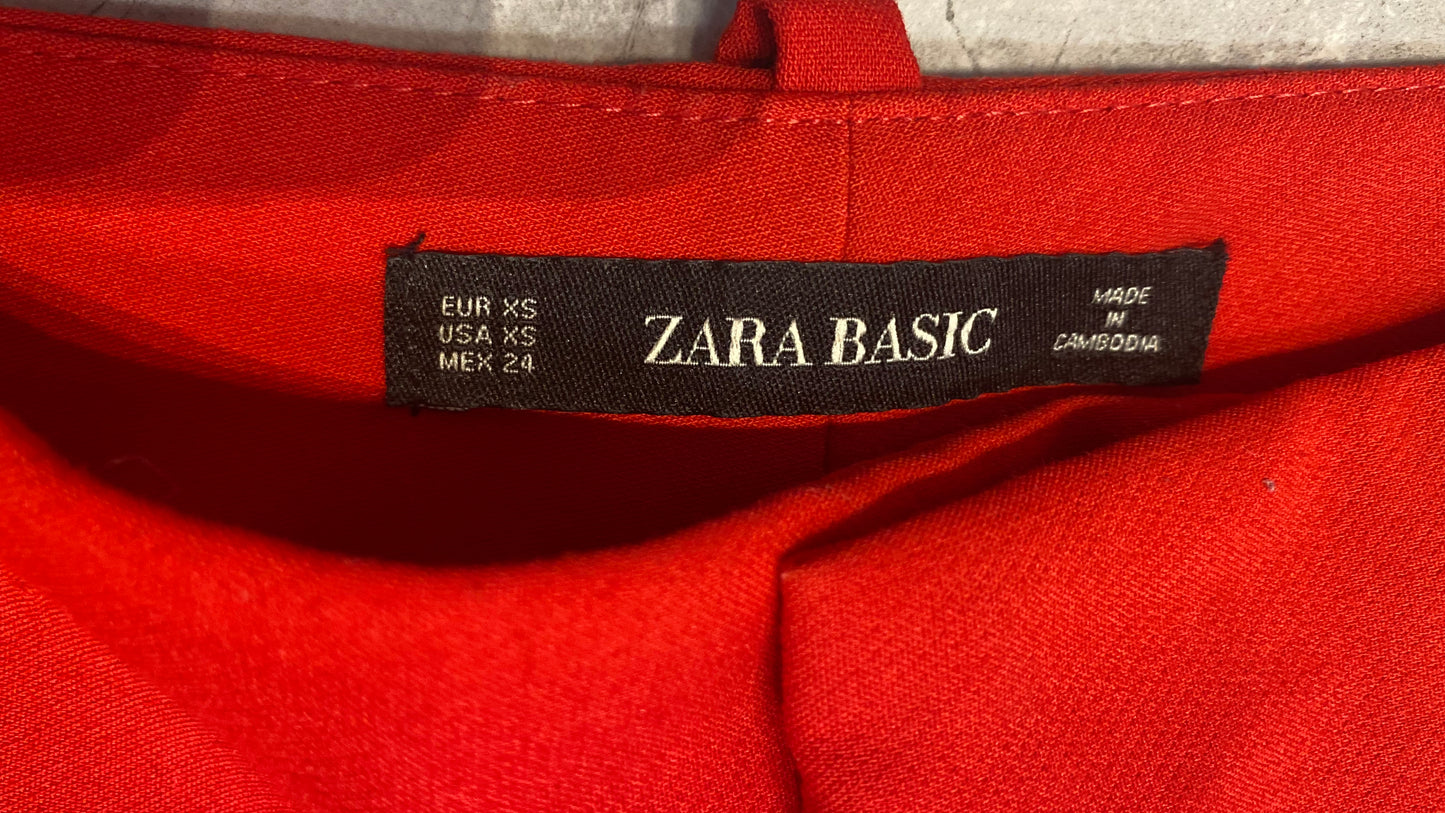 EUR XS
USA XS
MEX 24
ZARA BASIC
MADE
IN
CAMBODIA